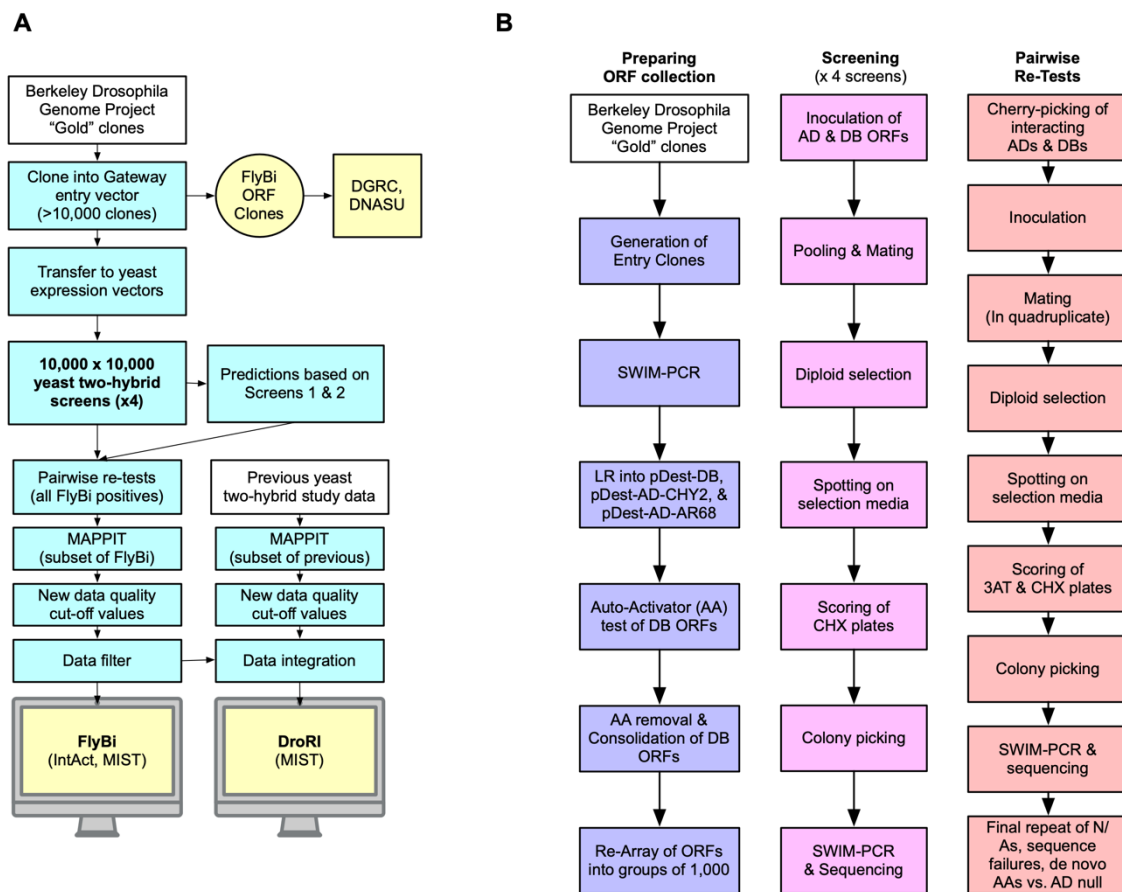 A
Berkeley Drosophila
Genome Project
“Gold” clones
Clone into Gateway
entry vector
(>10,000 clones)
FlyBi
ORF
Clones
DGRC,
DNASU
Transfer to yeast
expression vectors
10,000 x 10,000
yeast two-hybrid
screens (x4)
Predictions based on
Screens 1 & 2
Pairwise re-tests
(all FlyBi positives)
Previous yeast
two-hybrid study data
MAPPIT
(subset of FlyBi)
MAPPIT
(subset of previous)
New data quality
cut-off values
New data quality
cut-off values
Data filter
Data integration
FlyBi
(IntAct, MIST)
DroRI
(MIST)
B
Preparing
ORF collection
Berkeley Drosophila
Genome Project
“Gold” clones
Generation of
Entry Clones
SWIM-PCR
LR into pDest-DB,
pDest-AD-CHY2, &
pDest-AD-AR68
Auto-Activator (AA)
test of DB ORFs
AA removal &
Consolidation of DB
ORFs
Re-Array of ORFs
into groups of 1,000
Screening
(x 4 screens)
Inoculation of
AD & DB ORFs
Pooling & Mating
Diploid selection
Spotting on
selection media
Scoring of
CHX plates
Colony picking
SWIM-PCR
& Sequencing
Pairwise
Re-Tests
Cherry-picking of
interacting
ADs & DBs
Inoculation
Mating
(In quadruplicate)
Diploid selection
Spotting on
selection media
Scoring of
3AT & CHX plates
Colony picking
SWIM-PCR &
sequencing
Final repeat of N/
As, sequence
failures, de novo
AAs vs. AD null